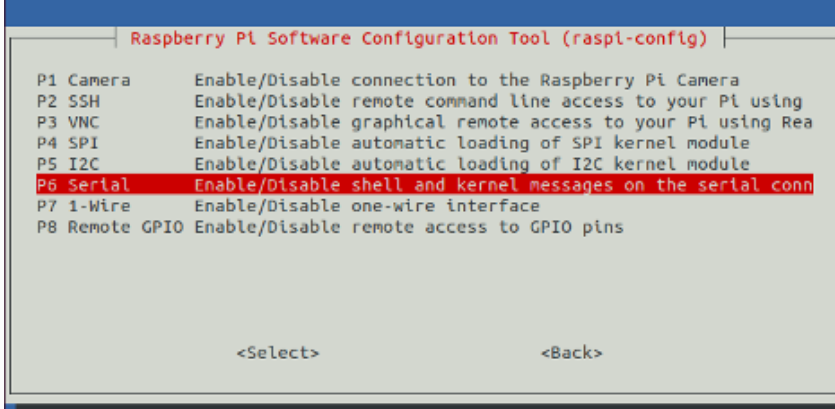 Raspberry Pi Software Configuration Tool (raspi-config)
P1 Camera Enable/Disable connection to the Raspberry Pi Camera
P2 SSH Enable/Disable remote command line access to your Pi using
P3 VNC Enable/Disable graphical remote access to your Pi using Rea
P4 SPI Enable/Disable automatic loading of SPI kernel module
P5 I2C Enable/Disable automatic loading of I2C kernel module
P6 Serial Enable/Disable shell and kernel messages on the serial conn
P7 1-Wire Enable/Disable one-wire interface
P8 Remote GPIO Enable/Disable remote access to GPIO pins
<Select> <Back>